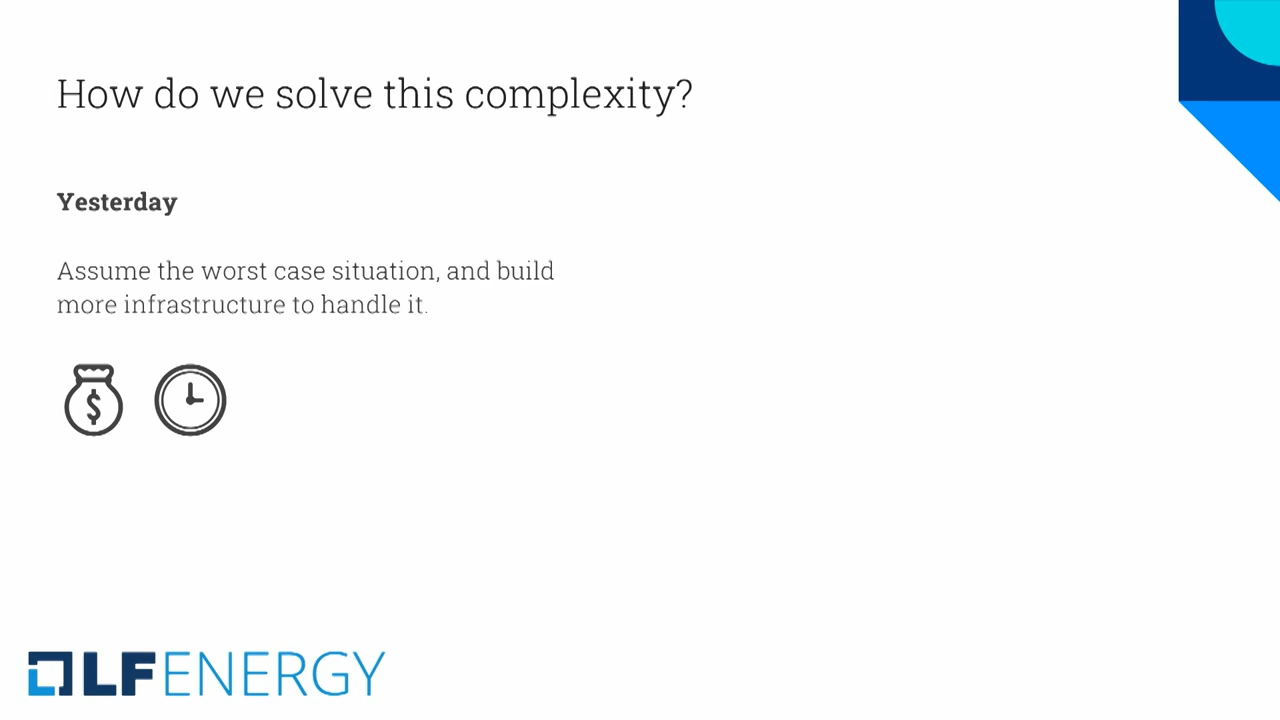 How do we solve this complexity?
Yesterday
Assume the worst case situation, and build
more infrastructure to handle it.
$
LFENERGY